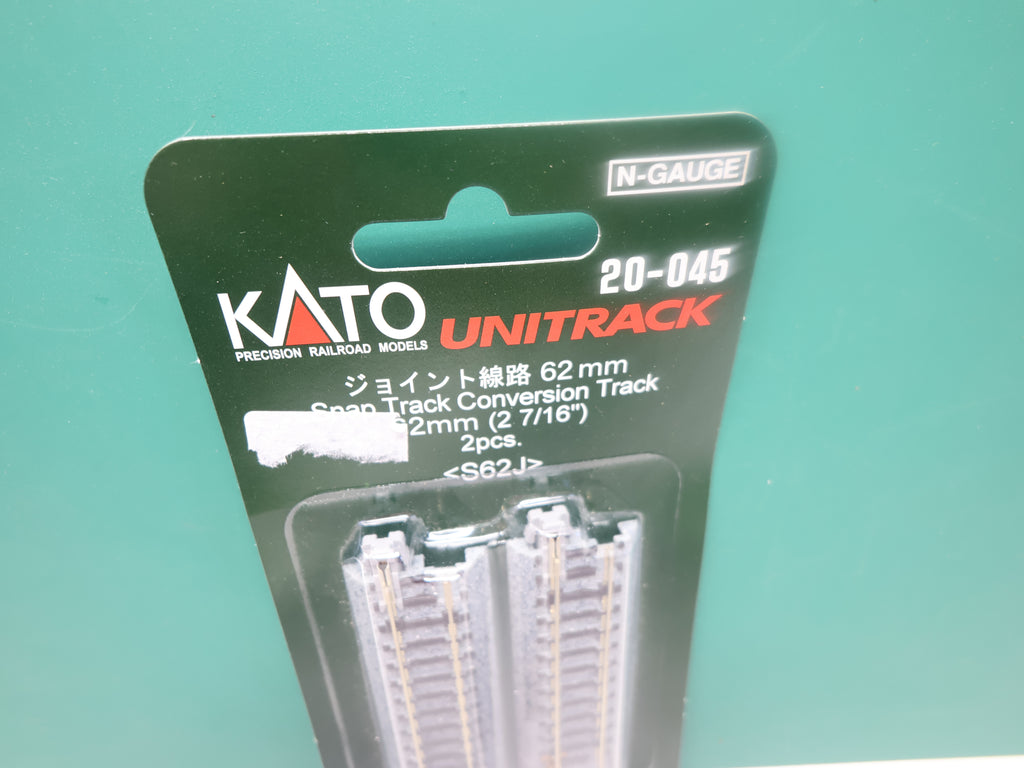 N-GAUGE
20-045
KATO
UNITRACK
PRECISION RAILROAD MODELS
ジョイント線路 62mm
Snap Track Conversion Track
62mm (2 7/16")
2pcs.
<S62J>